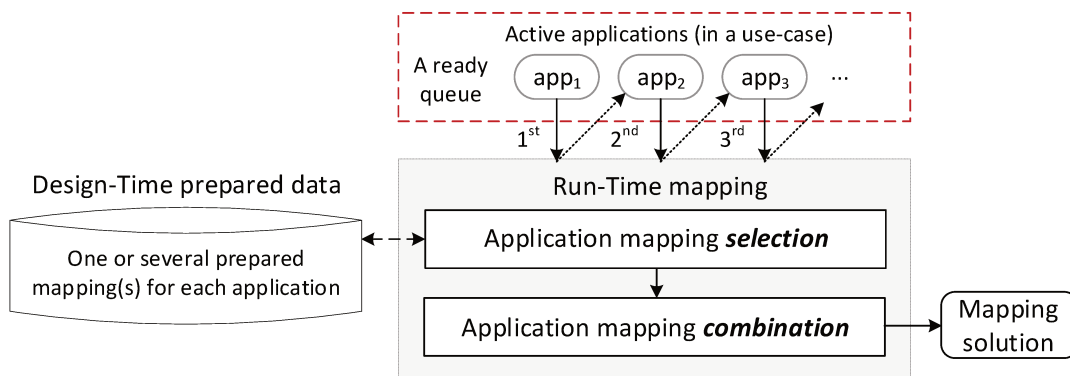 Active applications (in a use-case)
A ready
queue
app₁ app₂ app₃ ...
1ˢᵗ 2ⁿᵈ 3ʳᵈ
Design-Time prepared data
One or several prepared
mapping(s) for each application
Run-Time mapping
Application mapping selection
Application mapping combination
Mapping
solution